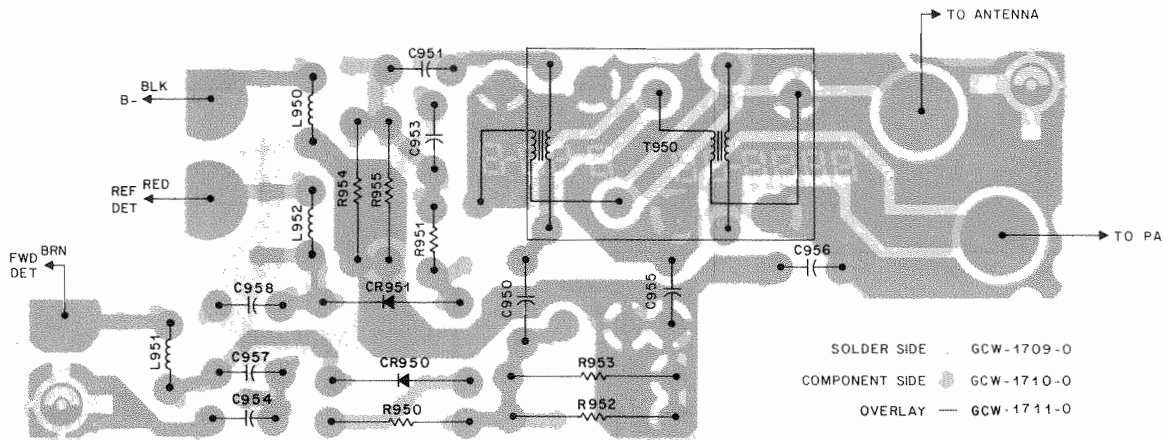 TO ANTENNA
C951
BLK
B-
L950
C953
T950
R954
R955
RED
REF
DET
L952
R951
TO PA
BRN
FWD
DET
C956
C958
CR951
C950
C955
L951
C957
CR950
R953
C954
R950
R952
SOLDER SIDE . GCW-1709-0
COMPONENT SIDE GCW-1710-0
OVERLAY — GCW-1711-0